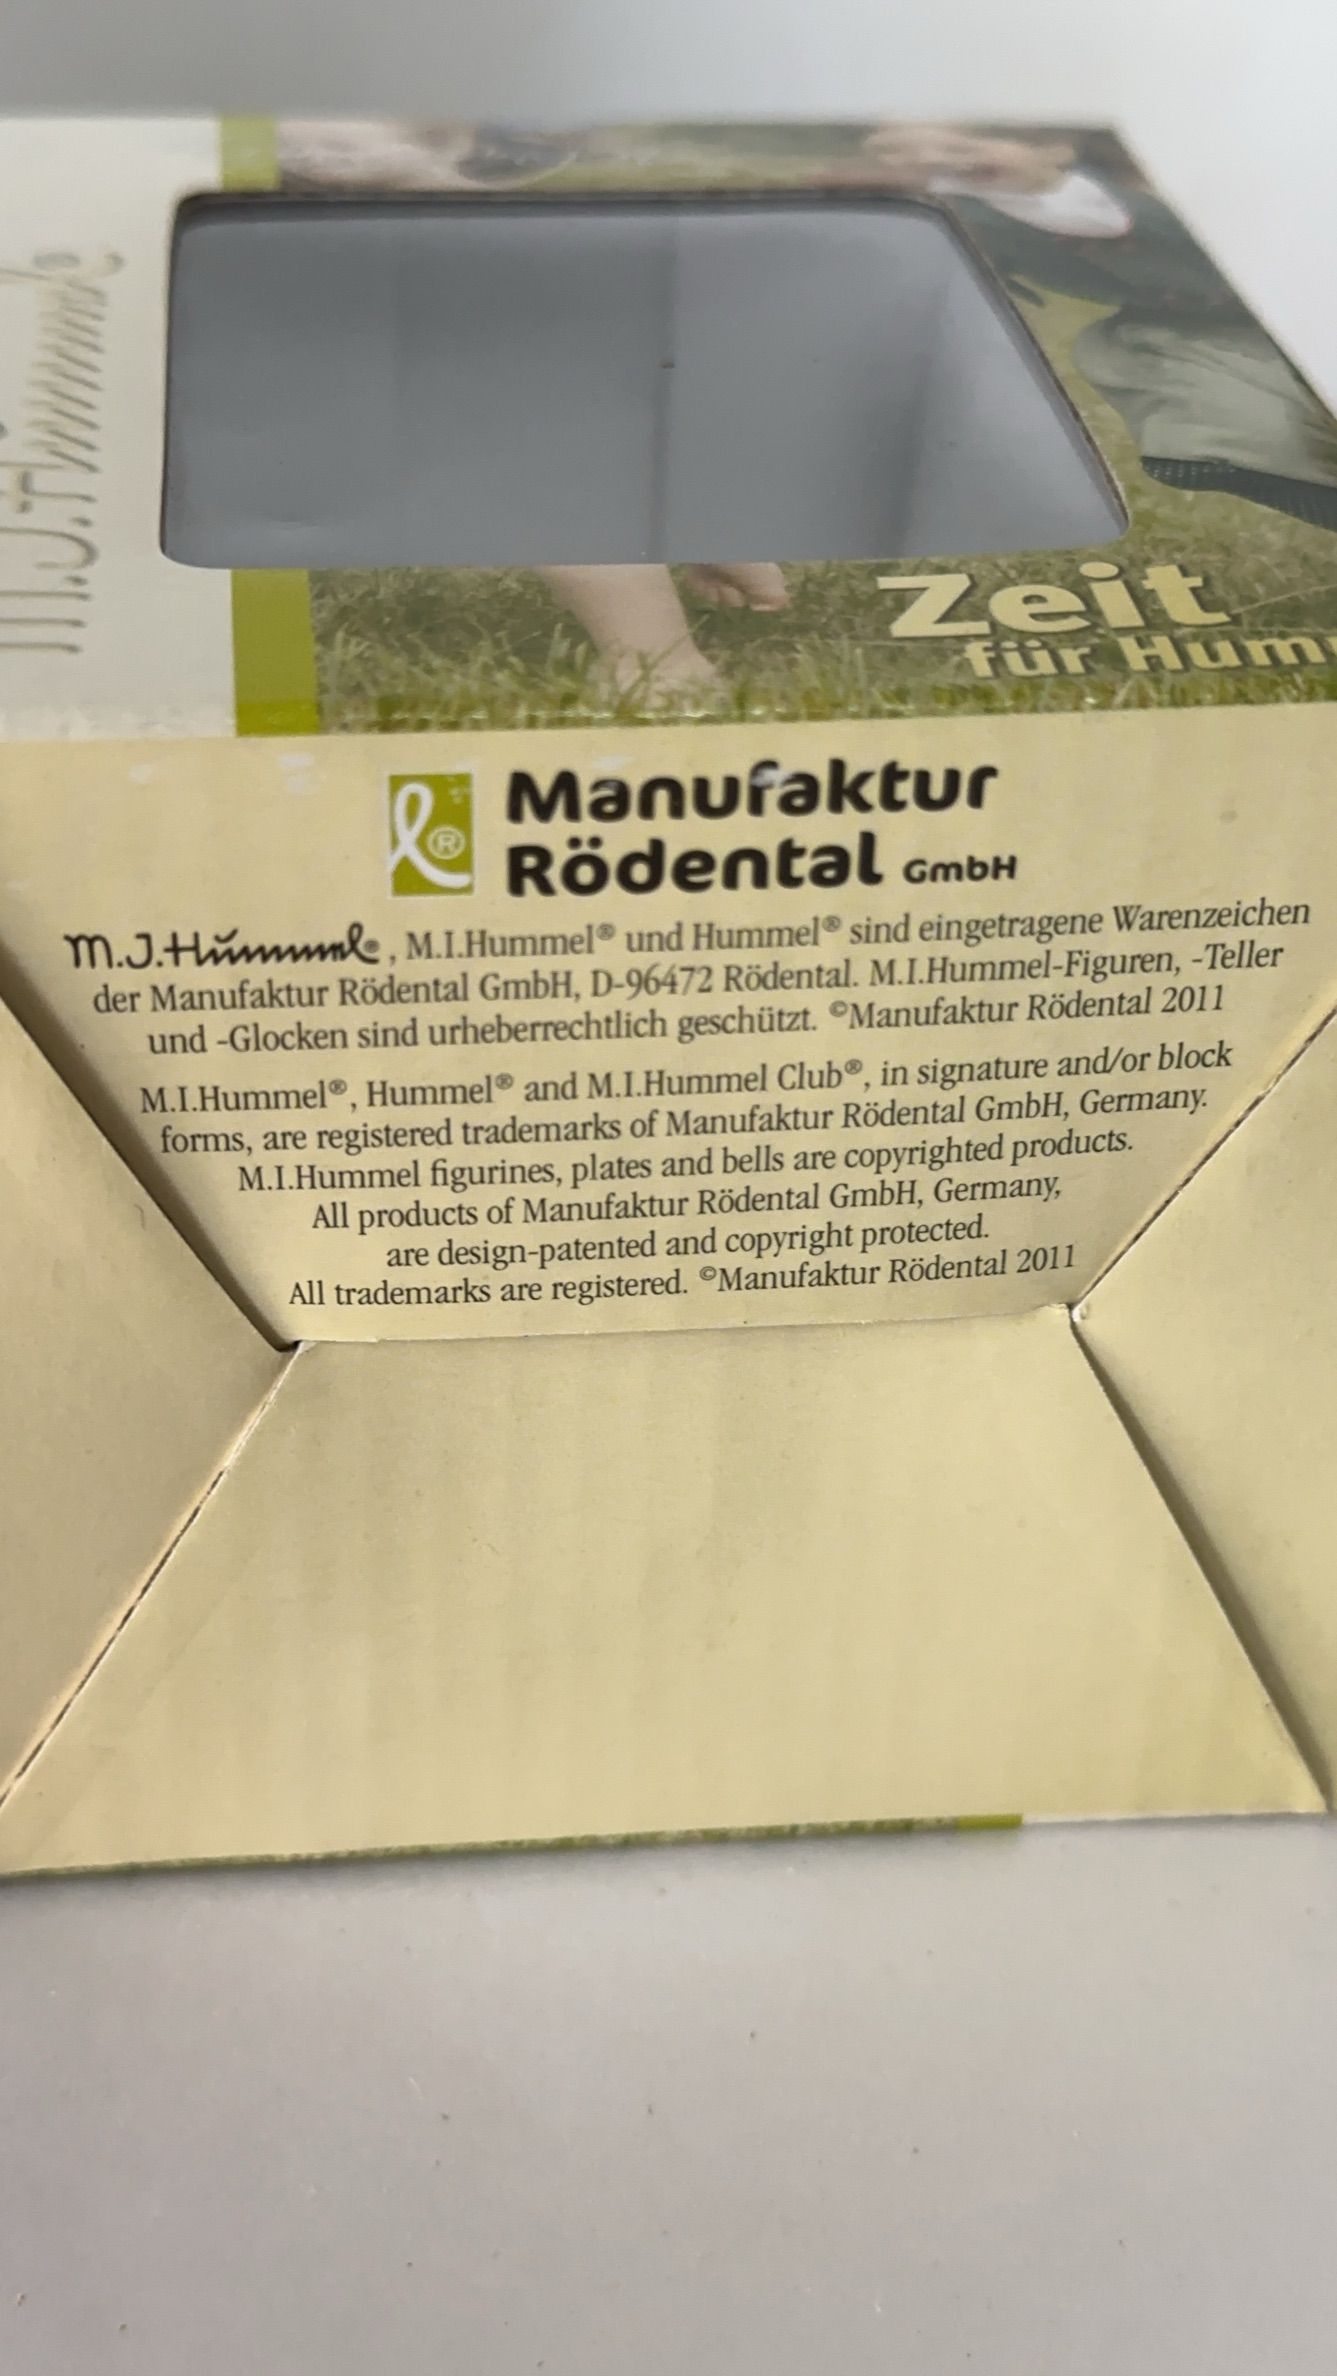 M.J.Hummel
Zeit
für
®
Manufaktur
Rödental GmbH
M.J.Hummel®, M.I.Hummel® und Hummel® sind eingetragene Warenzeichen
der Manufaktur Rödental GmbH, D-96472 Rödental. M.I.Hummel-Figuren, -Teller
und -Glocken sind urheberrechtlich geschützt. ©Manufaktur Rödental 2011
M.I.Hummel®, Hummel® and M.I.Hummel Club®, in signature and/or block
forms, are registered trademarks of Manufaktur Rödental GmbH, Germany.
M.I.Hummel figurines, plates and bells are copyrighted products.
All products of Manufaktur Rödental GmbH, Germany,
are design-patented and copyright protected.
All trademarks are registered. ©Manufaktur Rödental 2011